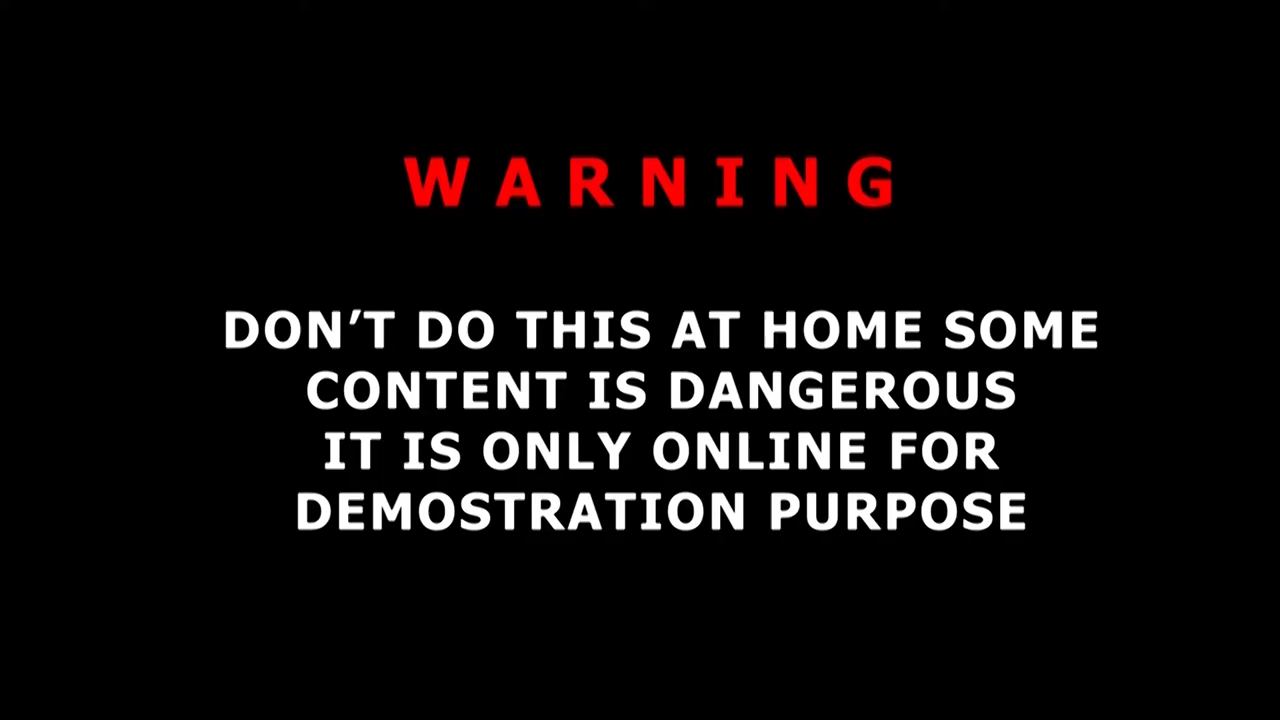 WARNING
DON’T DO THIS AT HOME SOME
CONTENT IS DANGEROUS
IT IS ONLY ONLINE FOR
DEMOSTRATION PURPOSE